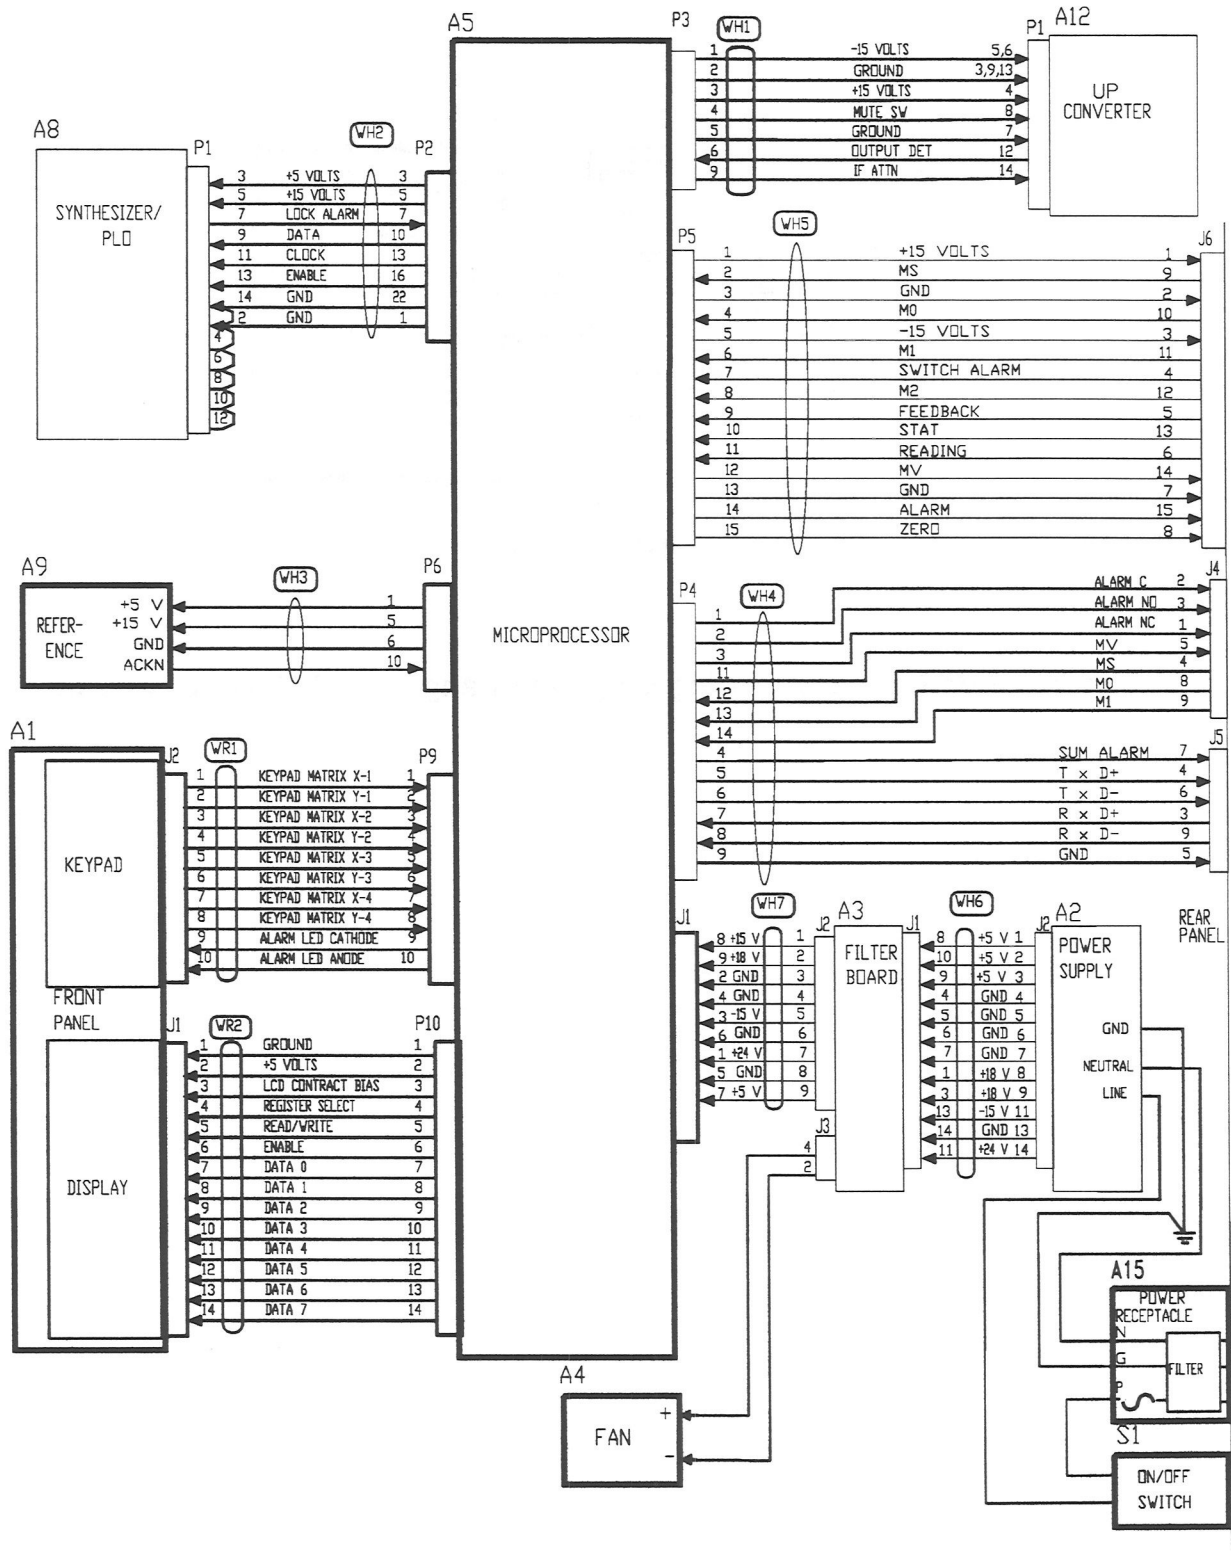 A5
P3
WH1
P1
A12
1 -15 VOLTS 5,6
2 GROUND 3,9,13
3 +15 VOLTS 4
4 MUTE SW 8
5 GROUND 7
6 OUTPUT DET 12
9 IF ATTN 14
UP
CONVERTER
A8
P1
WH2
P2
SYNTHESIZER/
PLO
3 +5 VOLTS 3
5 +15 VOLTS 5
7 LOCK ALARM 7
9 DATA 10
11 CLOCK 13
13 ENABLE 16
14 GND 22
2 GND 1
4
6
8
10
12
P5
WH5
J6
1 +15 VOLTS 1
2 MS 9
3 GND 2
4 M0 10
5 -15 VOLTS 3
6 M1 11
7 SWITCH ALARM 4
8 M2 12
9 FEEDBACK 5
10 STAT 13
11 READING 6
12 MV 14
13 GND 7
14 ALARM 15
15 ZERO 8
A9
WH3
P6
REFER-
ENCE
+5 V 1
+15 V 5
GND 6
ACKN 10
MICROPROCESSOR
P4
WH4
J4
1 ALARM C 2
2 ALARM NO 3
3 ALARM NC 1
11 MV 5
12 MS 4
13 M0 8
14 M1 9
J5
4 SUM ALARM 7
5 T x D+ 4
6 T x D- 6
7 R x D+ 3
8 R x D- 9
9 GND 5
REAR
PANEL
A1
J2
WR1
P9
KEYPAD
1 KEYPAD MATRIX X-1 1
2 KEYPAD MATRIX Y-1 2
3 KEYPAD MATRIX X-2 3
4 KEYPAD MATRIX Y-2 4
5 KEYPAD MATRIX X-3 5
6 KEYPAD MATRIX Y-3 6
7 KEYPAD MATRIX X-4 7
8 KEYPAD MATRIX Y-4 8
9 ALARM LED CATHODE 9
10 ALARM LED ANODE 10
FRONT
PANEL
J1
WR2
P10
DISPLAY
1 GROUND 1
2 +5 VOLTS 2
3 LCD CONTRACT BIAS 3
4 REGISTER SELECT 4
5 READ/WRITE 5
6 ENABLE 6
7 DATA 0 7
8 DATA 1 8
9 DATA 2 9
10 DATA 3 10
11 DATA 4 11
12 DATA 5 12
13 DATA 6 13
14 DATA 7 14
J1
WH7
J2
A3
FILTER
BOARD
8 +15 V 1
9 +18 V 2
2 GND 3
4 GND 4
3 -15 V 5
6 GND 6
1 +24 V 7
5 GND 8
7 +5 V 9
J3
4
2
J1
WH6
J2
A2
POWER
SUPPLY
8 +5 V 1
10 +5 V 2
9 +5 V 3
4 GND 4
5 GND 5
6 GND 6
7 GND 7
1 +18 V 8
3 +18 V 9
13 -15 V 11
14 GND 13
11 +24 V 14
GND
NEUTRAL
LINE
A15
POWER
RECEPTACLE
N
G
P
FILTER
S1
ON/OFF
SWITCH
A4
FAN
+
-